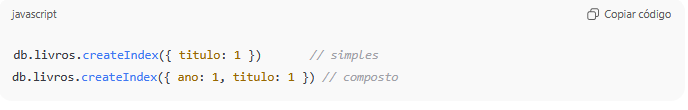 javascript
Copiar código
db.livros.createIndex({ titulo: 1 })       // simples
db.livros.createIndex({ ano: 1, titulo: 1 }) // composto